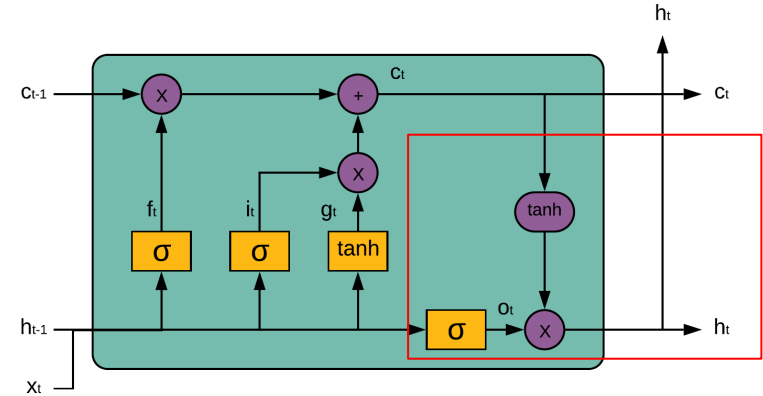 ht
ct-1
X
+
ct
ct
X
tanh
ft
it
gt
σ
σ
tanh
ht-1
σ
ot
X
ht
xt